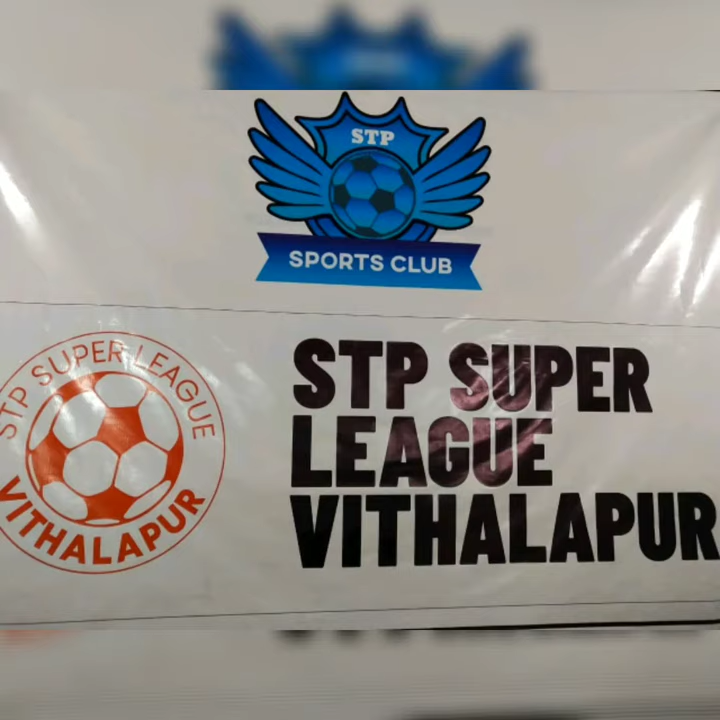 STP
SPORTS CLUB
STP SUPER LEAGUE
VITHALAPUR
STP SUPER
LEAGUE
VITHALAPUR